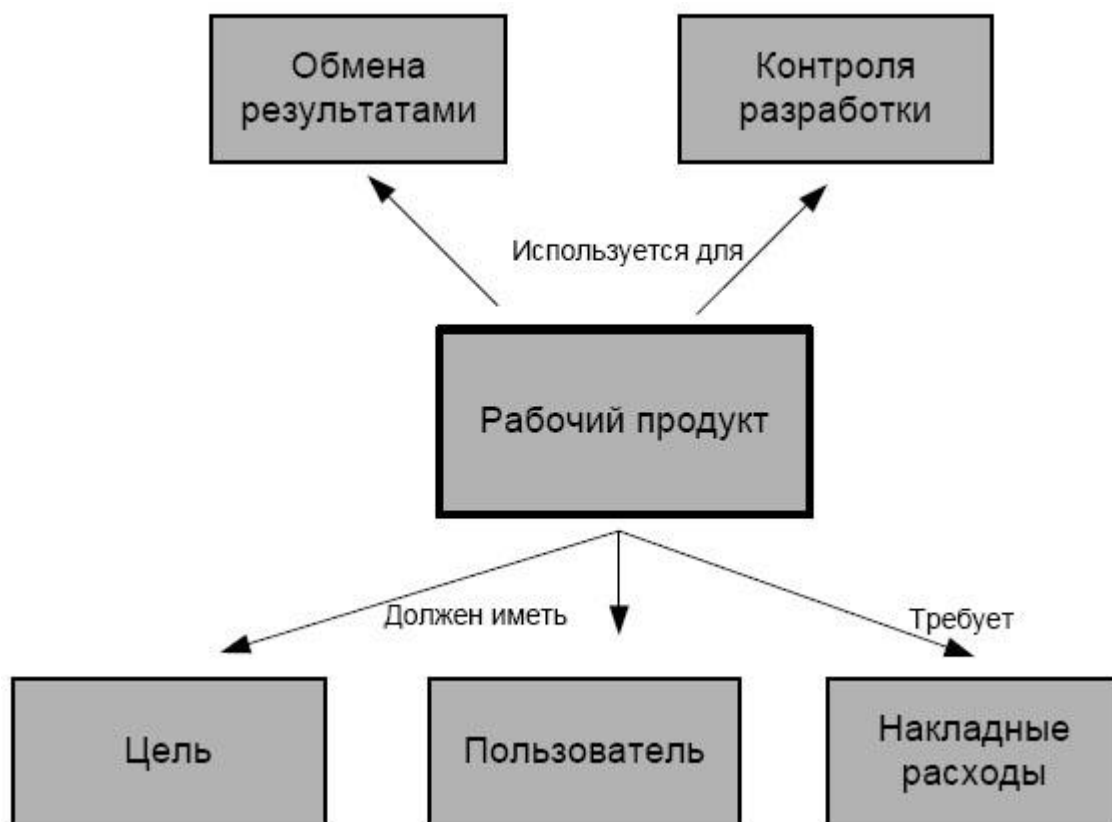 Обмена
результатами
Контроля
разработки
Используется для
Рабочий продукт
Должен иметь
Требует
Цель
Пользователь
Накладные
расходы